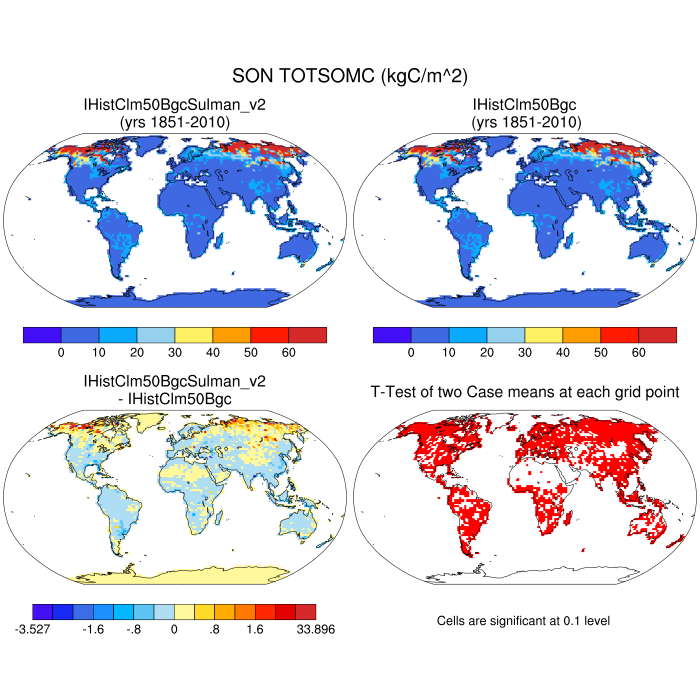 SON TOTSOMC (kgC/m^2)
IHistClm50BgcSulman_v2
(yrs 1851-2010)
IHistClm50Bgc
(yrs 1851-2010)
0 10 20 30 40 50 60
0 10 20 30 40 50 60
IHistClm50BgcSulman_v2
- IHistClm50Bgc
T-Test of two Case means at each grid point
-3.527 -1.6 -.8 0 .8 1.6 33.896
Cells are significant at 0.1 level